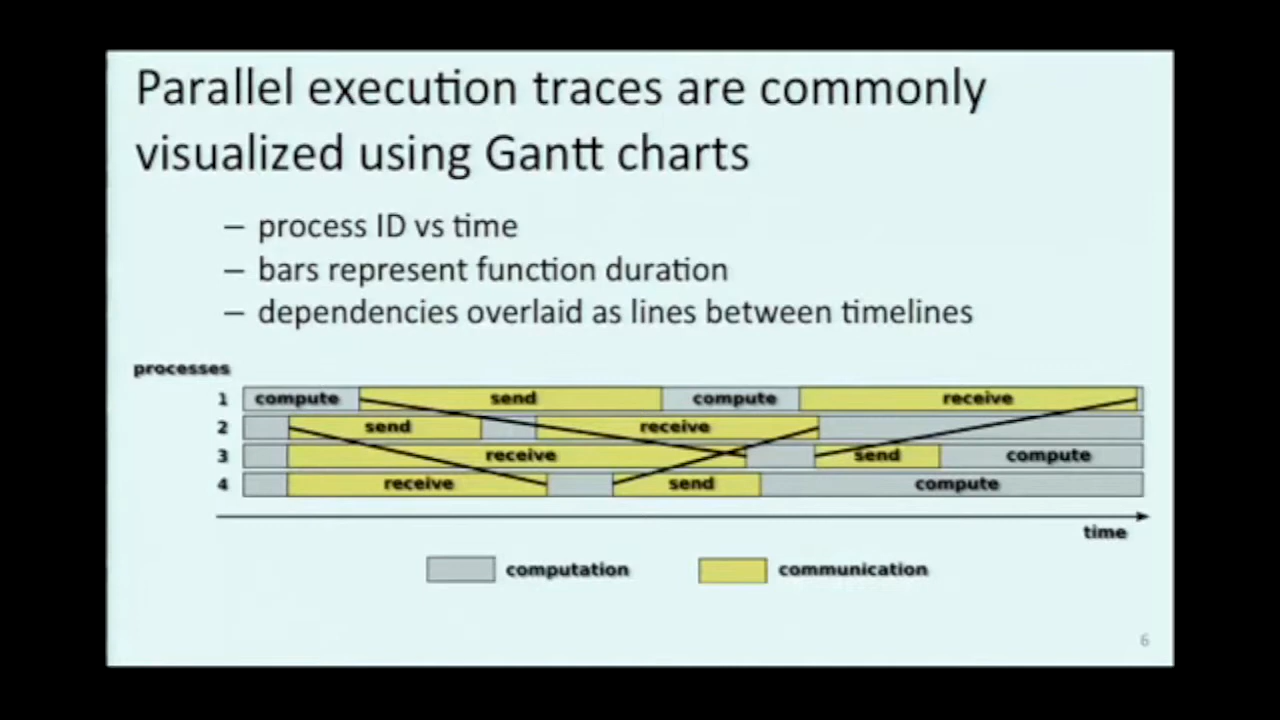 Parallel execution traces are commonly
visualized using Gantt charts
– process ID vs time
– bars represent function duration
– dependencies overlaid as lines between timelines
processes
1 compute send compute receive
2 send receive
3 receive send compute
4 receive send compute
time
computation communication
6